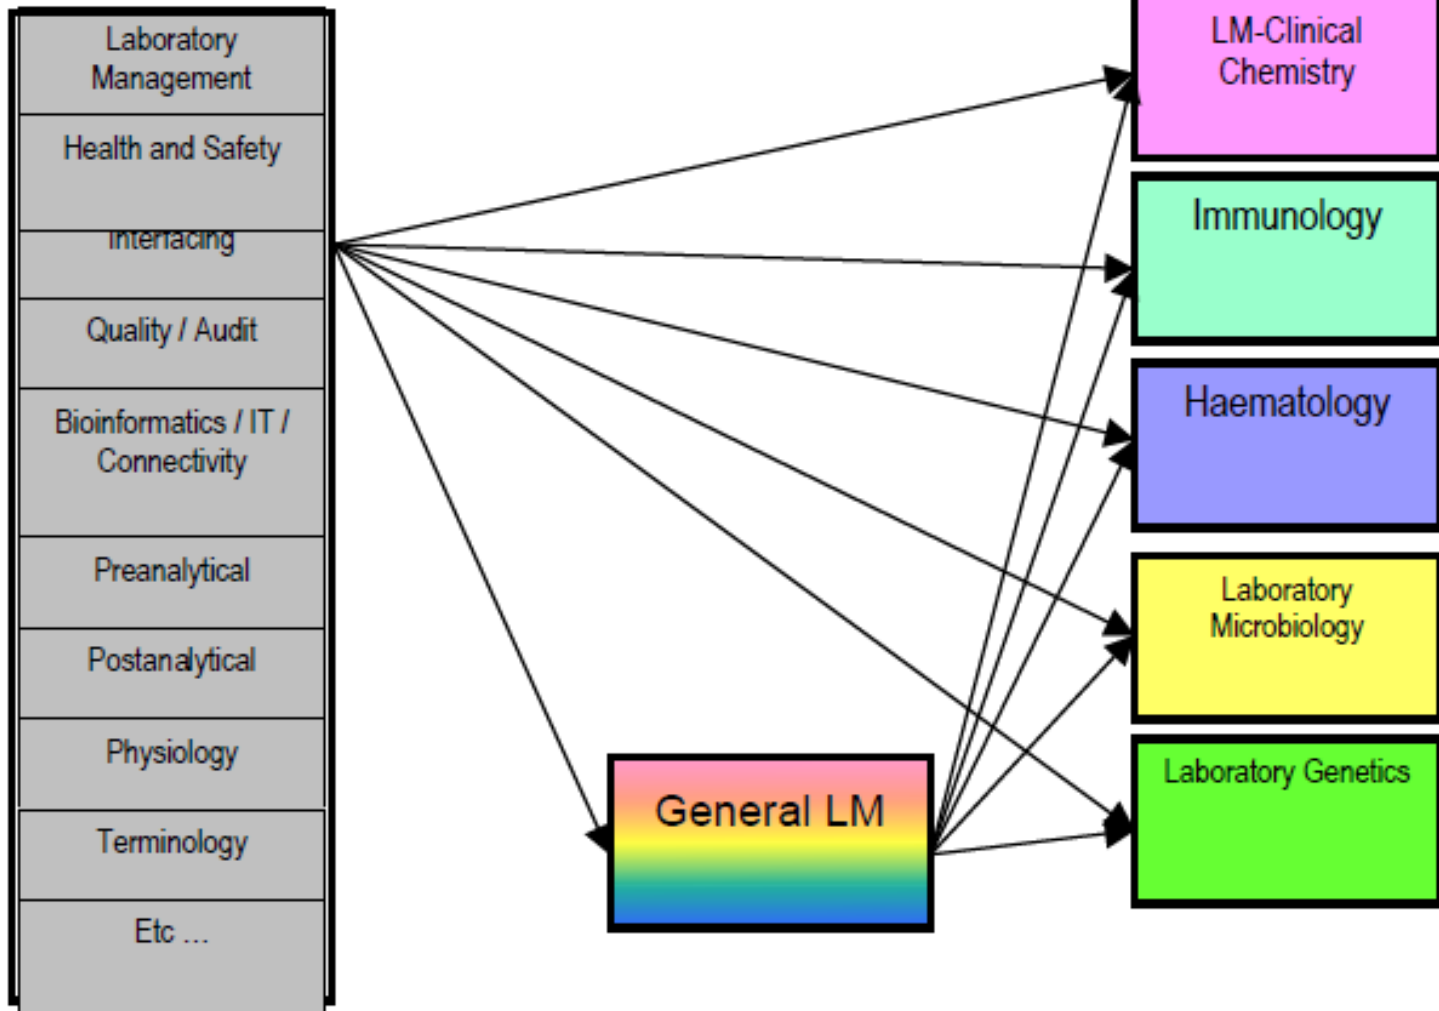 Laboratory
Management
Health and Safety
Interfacing
Quality / Audit
Bioinformatics / IT /
Connectivity
Preanalytical
Postanalytical
Physiology
Terminology
Etc ...
General LM
LM-Clinical
Chemistry
Immunology
Haematology
Laboratory
Microbiology
Laboratory Genetics